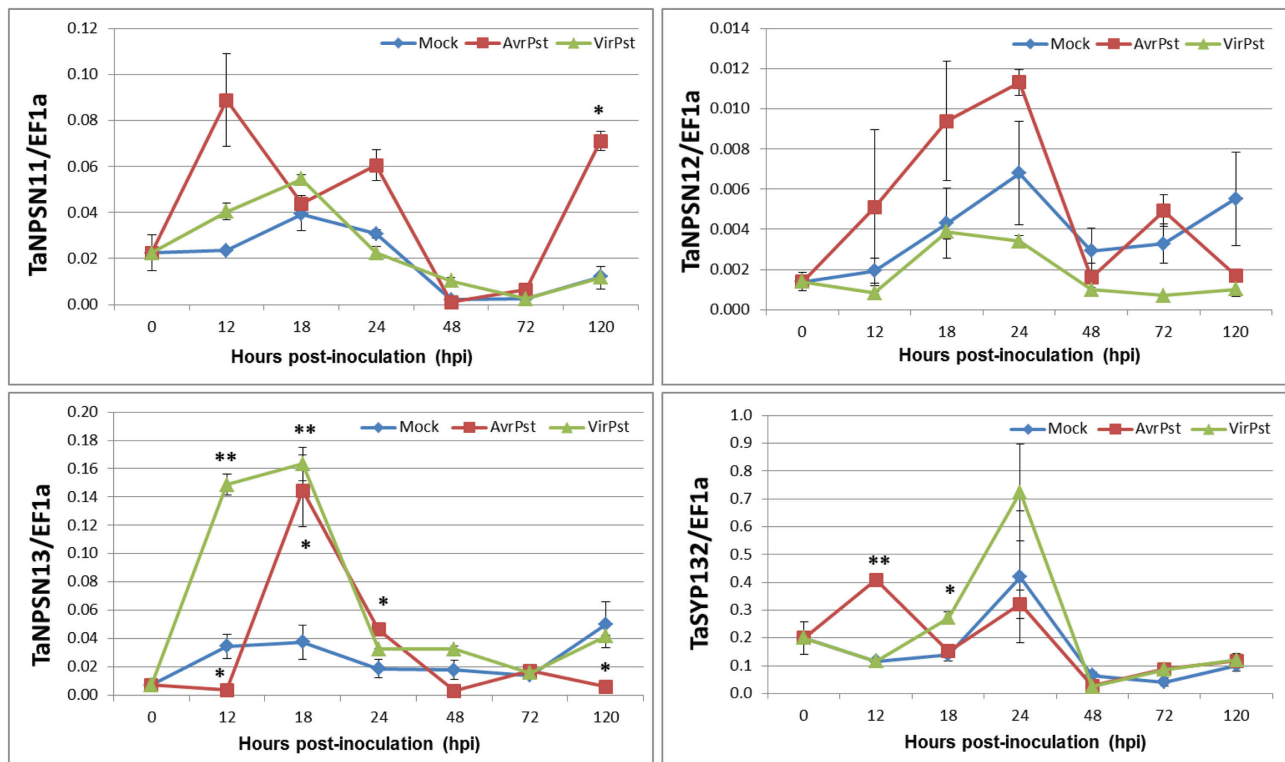 TaNPSN11/EF1a
0.12
0.10
0.08
0.06
0.04
0.02
0.00
Mock AvrPst VirPst
*
0 12 18 24 48 72 120
Hours post-inoculation (hpi)
TaNPSN12/EF1a
0.014
0.012
0.010
0.008
0.006
0.004
0.002
0.000
Mock AvrPst VirPst
0 12 18 24 48 72 120
Hours post-inoculation (hpi)
TaNPSN13/EF1a
0.20
0.18
0.16
0.14
0.12
0.10
0.08
0.06
0.04
0.02
0.00
Mock AvrPst VirPst
** **
* *
* *
0 12 18 24 48 72 120
Hours post-inoculation (hpi)
TaSYP132/EF1a
1.0
0.9
0.8
0.7
0.6
0.5
0.4
0.3
0.2
0.1
0.0
Mock AvrPst VirPst
** *
0 12 18 24 48 72 120
Hours post-inoculation (hpi)